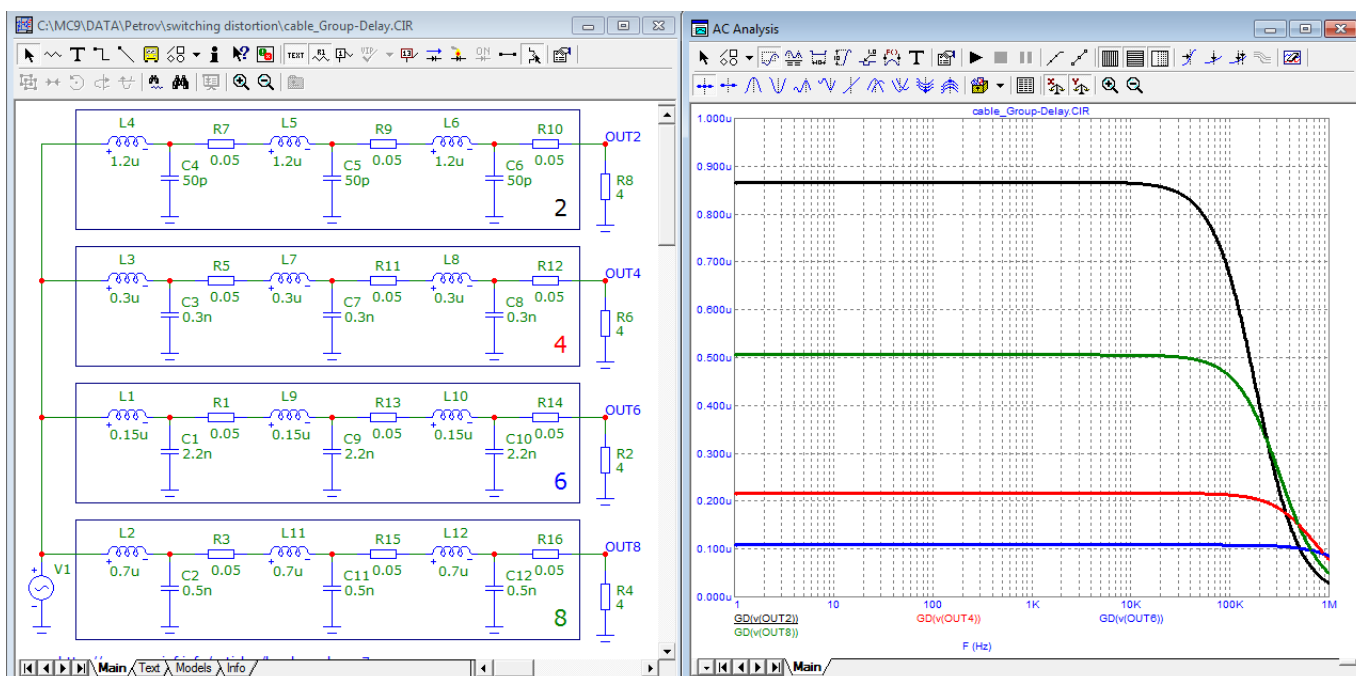 C:\MC9\DATA\Petrov\switching distortion\cable_Group-Delay.CIR
TEXT R1 13 ON
L4 R7 L5 R9 L6 R10 OUT2
1.2u C4 0.05 1.2u C5 0.05 1.2u C6 0.05
50p 50p 50p R8
4
2
L3 R5 L7 R11 L8 R12 OUT4
0.3u C3 0.05 0.3u C7 0.05 0.3u C8 0.05
0.3n 0.3n 0.3n R6
4
4
L1 R1 L9 R13 L10 R14 OUT6
0.15u C1 0.05 0.15u C9 0.05 0.15u C10 0.05
2.2n 2.2n 2.2n R2
4
6
L2 R3 L11 R15 L12 R16 OUT8
V1 0.7u C2 0.05 0.7u C11 0.05 0.7u C12 0.05
0.5n 0.5n 0.5n R4
4
8
Main Text Models Info
AC Analysis
cable_Group-Delay.CIR
1.000u
0.900u
0.800u
0.700u
0.600u
0.500u
0.400u
0.300u
0.200u
0.100u
0.000u
1 10 100 1K 10K 100K 1M
GD(v(OUT2)) GD(v(OUT4)) GD(v(OUT6))
GD(v(OUT8))
F (Hz)
Main